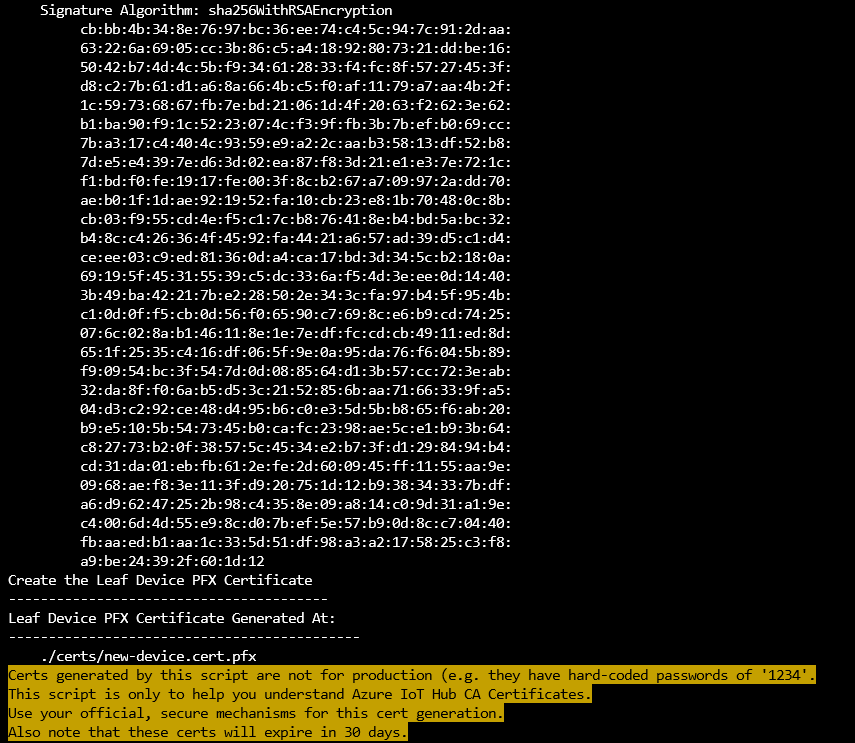 Signature Algorithm: sha256WithRSAEncryption
cb:bb:4b:34:8e:76:97:bc:36:ee:74:c4:5c:94:7c:91:2d:aa:
63:22:6a:69:05:cc:3b:86:c5:a4:18:92:80:73:21:dd:be:16:
50:42:b7:4d:4c:5b:f9:34:61:28:33:f4:fc:8f:57:27:45:3f:
d8:c2:7b:61:d1:a6:8a:66:4b:c5:f0:af:11:79:a7:aa:4b:2f:
1c:59:73:68:67:fb:7e:bd:21:06:1d:4f:20:63:f2:62:3e:62:
b1:ba:90:f9:1c:52:23:07:4c:f3:9f:fb:3b:7b:ef:b0:69:cc:
7b:a3:17:c4:40:4c:93:59:e9:a2:2c:aa:b3:58:13:df:52:b8:
7d:e5:e4:39:7e:d6:3d:02:ea:87:f8:3d:21:e1:e3:7e:72:1c:
f1:bd:f0:fe:19:17:fe:00:3f:8c:b2:67:a7:09:97:2a:dd:70:
ae:b0:1f:1d:ae:92:19:52:fa:10:cb:23:e8:1b:70:48:0c:8b:
cb:03:f9:55:cd:4e:f5:c1:7c:b8:76:41:8e:b4:bd:5a:bc:32:
b4:8c:c4:26:36:4f:45:92:fa:44:21:a6:57:ad:39:d5:c1:d4:
ce:ee:03:c9:ed:81:36:0d:a4:ca:17:bd:3d:34:5c:b2:18:0a:
69:19:5f:45:31:55:39:c5:dc:33:6a:f5:4d:3e:ee:0d:14:40:
3b:49:ba:42:21:7b:e2:28:50:2e:34:3c:fa:97:b4:5f:95:4b:
c1:0d:0f:f5:cb:0d:56:f0:65:90:c7:69:8c:e6:b9:cd:74:25:
07:6c:02:8a:b1:46:11:8e:1e:7e:df:fc:cd:cb:49:11:ed:8d:
65:1f:25:35:c4:16:df:06:5f:9e:0a:95:da:76:f6:04:5b:89:
f9:09:54:bc:3f:54:7d:0d:08:85:64:d1:3b:57:cc:72:3e:ab:
32:da:8f:f0:6a:b5:d5:3c:21:52:85:6b:aa:71:66:33:9f:a5:
04:d3:c2:92:ce:48:d4:95:b6:c0:e3:5d:5b:b8:65:f6:ab:20:
b9:e5:10:5b:54:73:45:b0:ca:fc:23:98:ae:5c:e1:b9:3b:64:
c8:27:73:b2:0f:38:57:5c:45:34:e2:b7:3f:d1:29:84:94:b4:
cd:31:da:01:eb:fb:61:2e:fe:2d:60:09:45:ff:11:55:aa:9e:
09:68:ae:f8:3e:11:3f:d9:20:75:1d:12:b9:38:34:33:7b:df:
a6:d9:62:47:25:2b:98:c4:35:8e:09:a8:14:c0:9d:31:a1:9e:
c4:00:6d:4d:55:e9:8c:d0:7b:ef:5e:57:b9:0d:8c:c7:04:40:
fb:aa:ed:b1:aa:1c:33:5d:51:df:98:a3:a2:17:58:25:c3:f8:
a9:be:24:39:2f:60:1d:12
Create the Leaf Device PFX Certificate
----------------------------------------
Leaf Device PFX Certificate Generated At:
--------------------------------------------
./certs/new-device.cert.pfx
Certs generated by this script are not for production (e.g. they have hard-coded passwords of '1234'.
This script is only to help you understand Azure IoT Hub CA Certificates.
Use your official, secure mechanisms for this cert generation.
Also note that these certs will expire in 30 days.